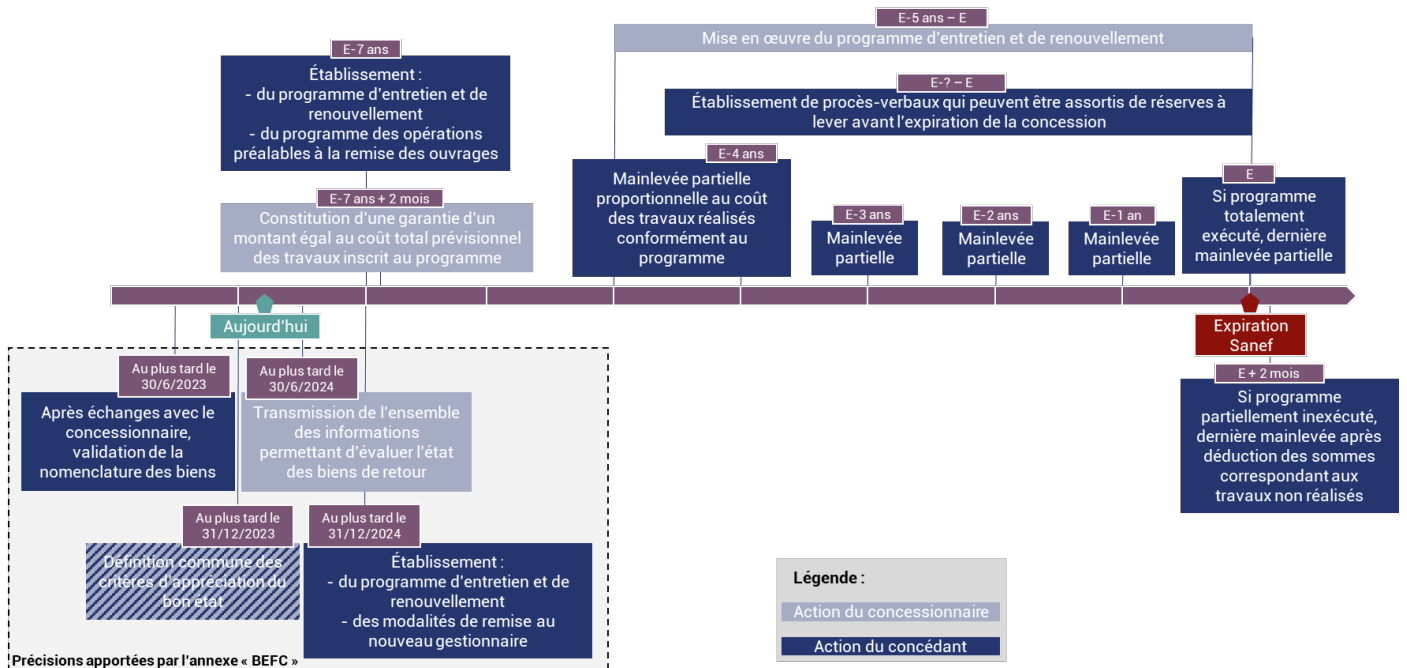 E-5 ans – E
Mise en œuvre du programme d'entretien et de renouvellement
E-7 ans
Établissement :
- du programme d'entretien et de
renouvellement
- du programme des opérations
préalables à la remise des ouvrages
E-? – E
Établissement de procès-verbaux qui peuvent être assortis de réserves à
lever avant l'expiration de la concession
E-7 ans + 2 mois
Constitution d'une garantie d'un
montant égal au coût total prévisionnel
des travaux inscrit au programme
E-4 ans
Mainlevée partielle
proportionnelle au coût
des travaux réalisés
conformément au
programme
E-3 ans
Mainlevée
partielle
E-2 ans
Mainlevée
partielle
E-1 an
Mainlevée
partielle
E
Si programme
totalement
exécuté, dernière
mainlevée partielle
Aujourd'hui
Expiration
Sanef
Au plus tard le
30/6/2023
Après échanges avec le
concessionnaire,
validation de la
nomenclature des biens
Au plus tard le
30/6/2024
Transmission de l'ensemble
des informations
permettant d'évaluer l'état
des biens de retour
E + 2 mois
Si programme
partiellement inexécuté,
dernière mainlevée après
déduction des sommes
correspondant aux
travaux non réalisés
Au plus tard le
31/12/2023
Définition commune des
critères d'appréciation du
bon état
Au plus tard le
31/12/2024
Établissement :
- du programme d'entretien et de
renouvellement
- des modalités de remise au
nouveau gestionnaire
Précisions apportées par l'annexe « BEFC »
Légende :
Action du concessionnaire
Action du concédant